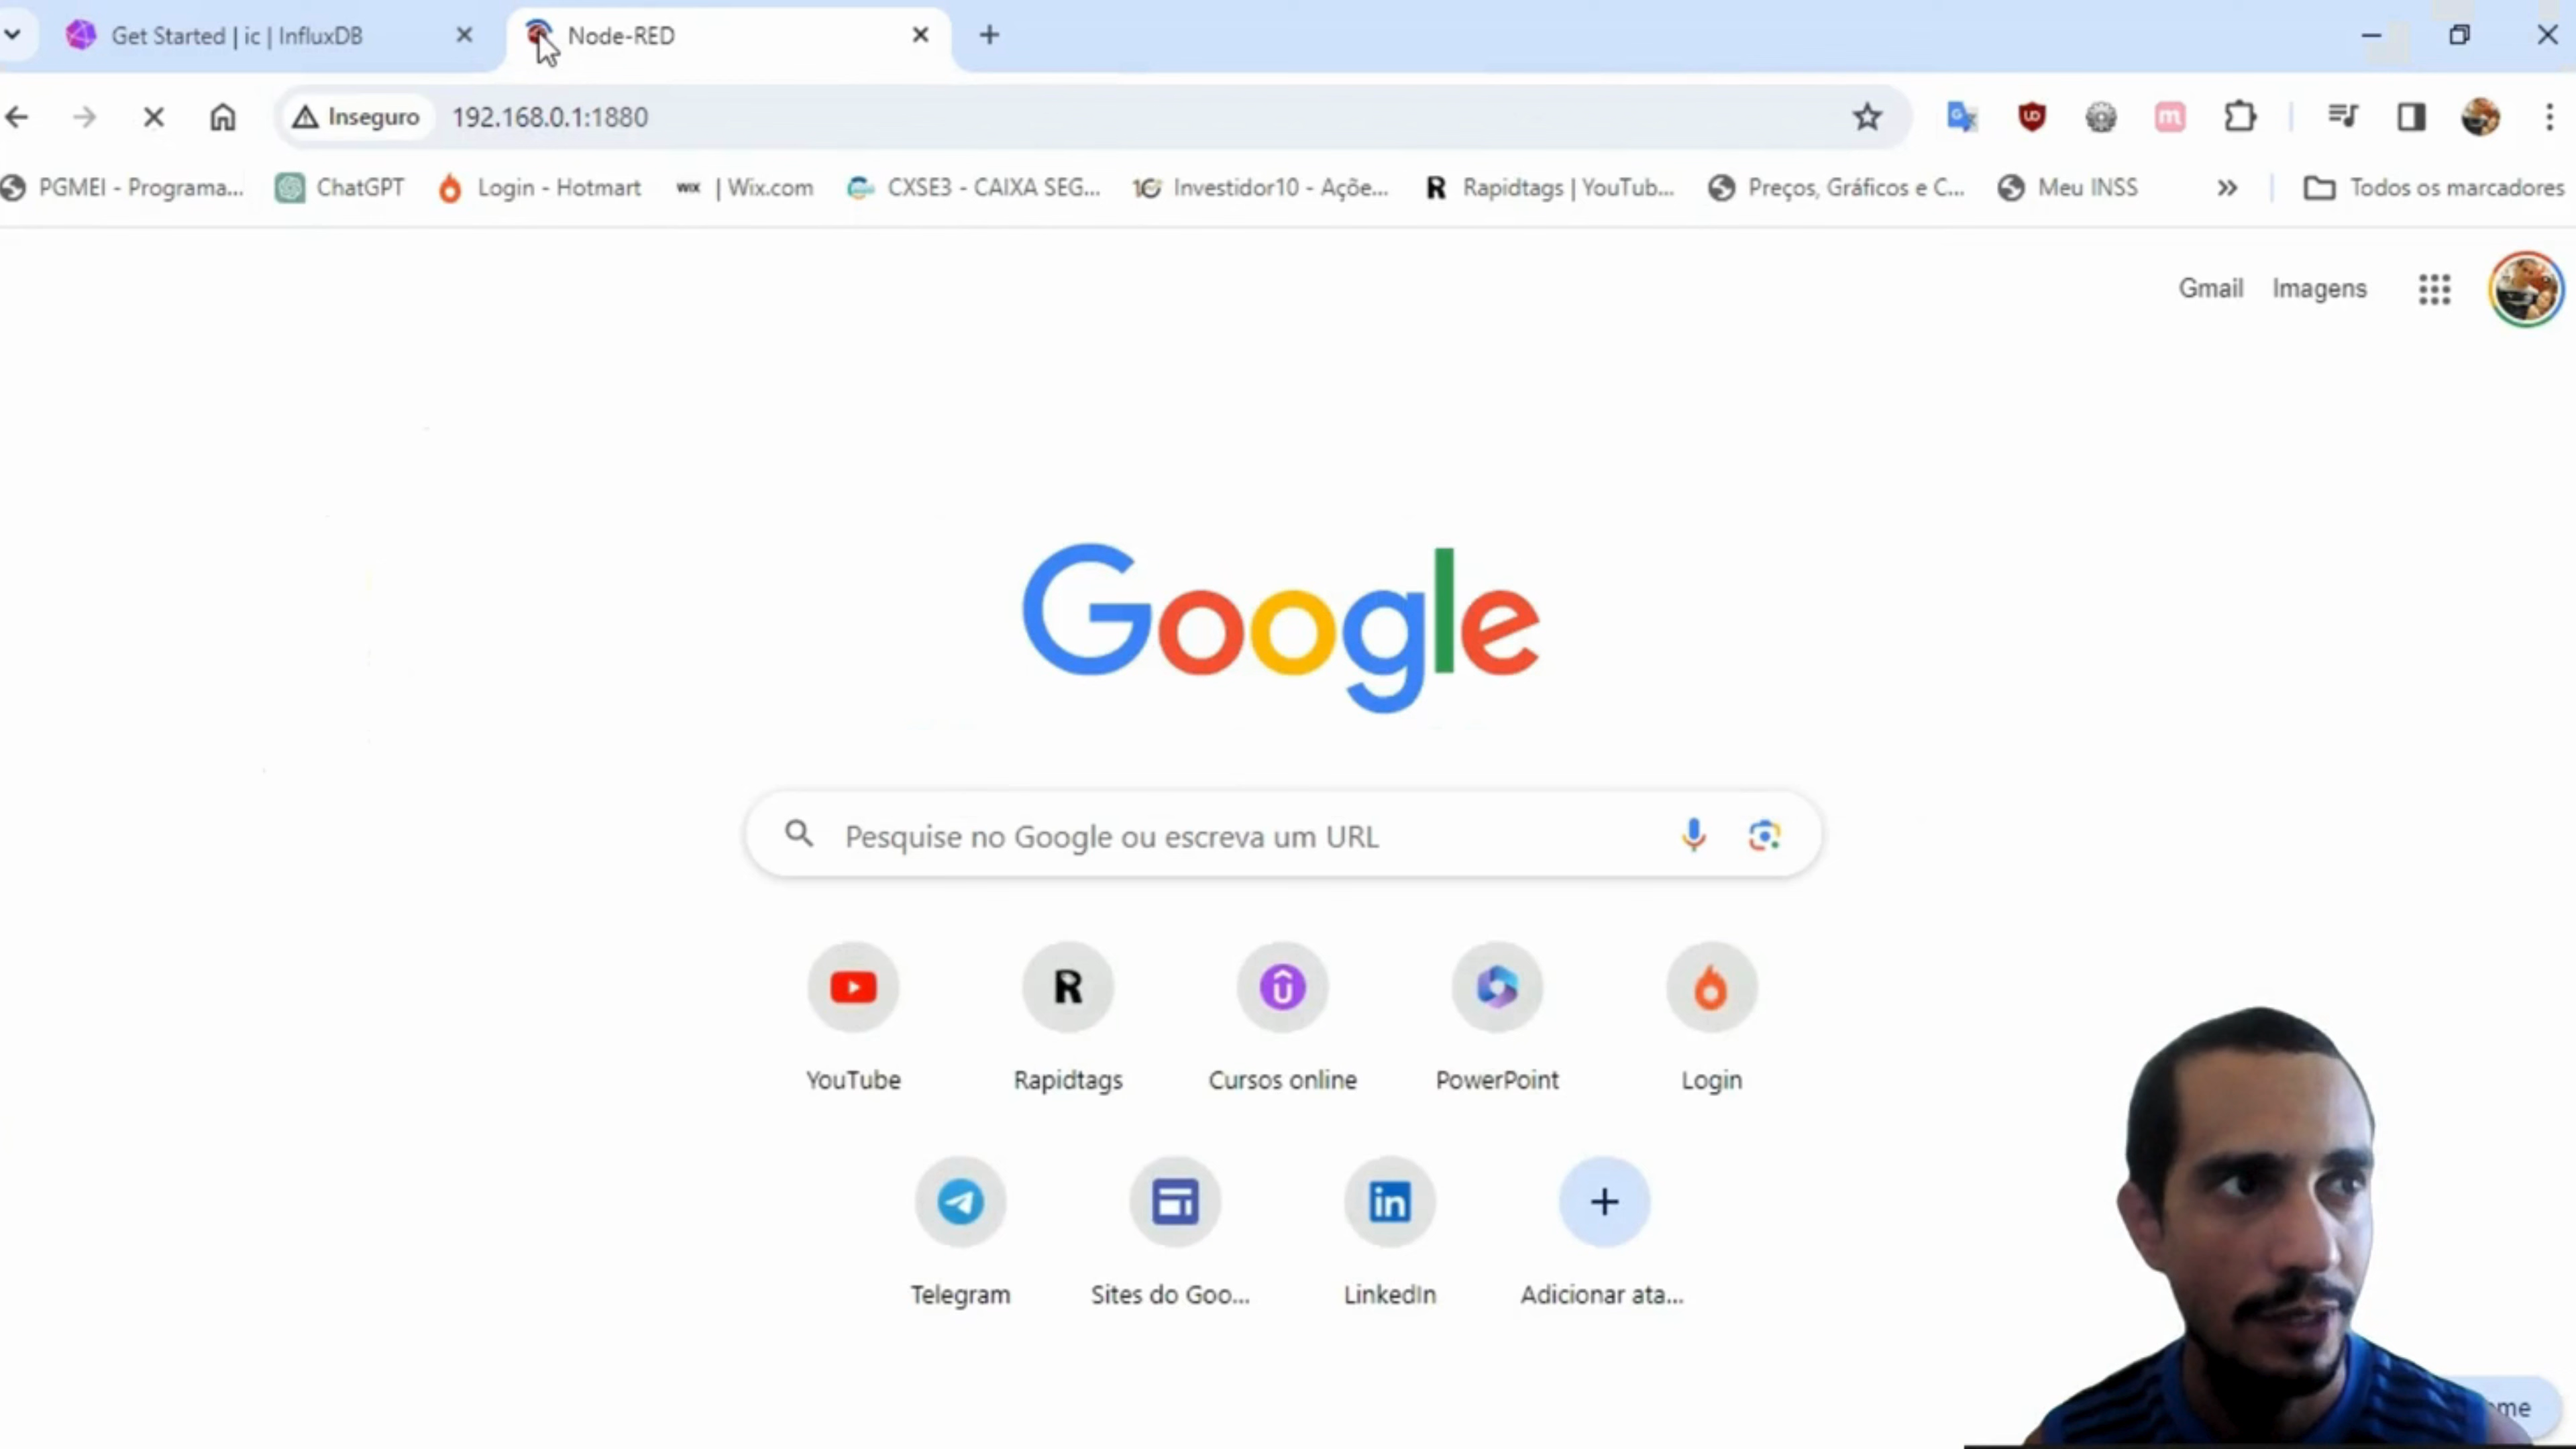 Get Started | ic | InfluxDB
Node-RED
Inseguro
192.168.0.1:1880
PGMEI - Programa...
ChatGPT
Login - Hotmart
WIX | Wix.com
CXSE3 - CAIXA SEG...
Investidor10 - Açõe...
R Rapidtags | YouTub...
Preços, Gráficos e C...
Meu INSS
Todos os marcadores
Gmail
Imagens
Google
Pesquise no Google ou escreva um URL
YouTube
Rapidtags
Cursos online
PowerPoint
Login
Telegram
Sites do Goo...
LinkedIn
Adicionar ata...